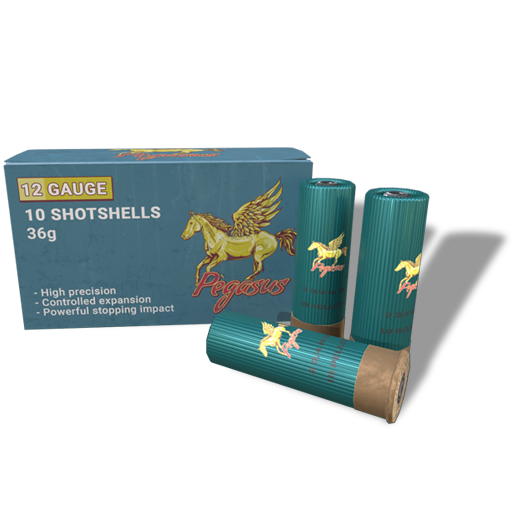 12 GAUGE
10 SHOTSHELLS
36g
Pegasus
- High precision
- Controlled expansion
- Powerful stopping impact
Pegasus